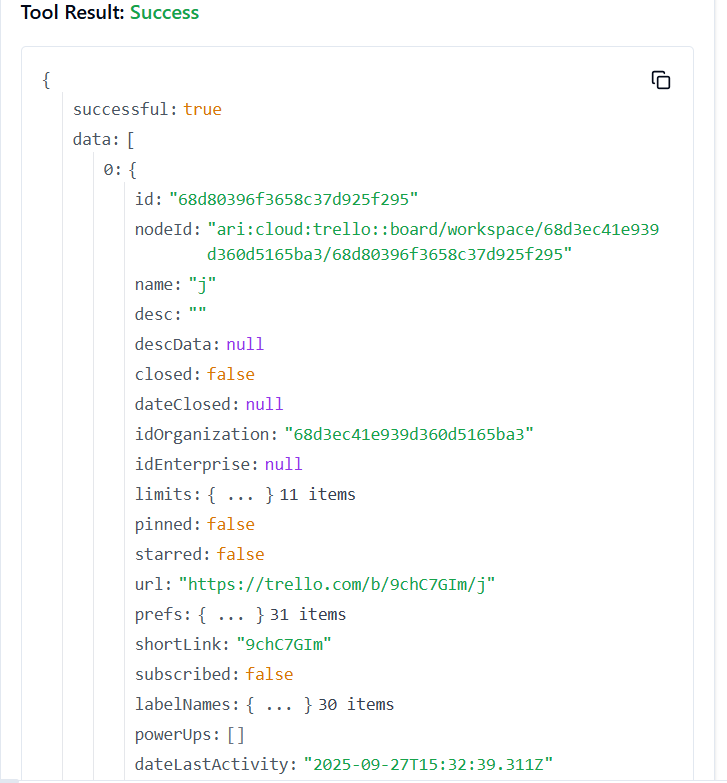 Tool Result: Success
{
successful: true
data: [
0: {
id: "68d80396f3658c37d925f295"
nodeId: "ari:cloud:trello::board/workspace/68d3ec41e939
d360d5165ba3/68d80396f3658c37d925f295"
name: "j"
desc: ""
descData: null
closed: false
dateClosed: null
idOrganization: "68d3ec41e939d360d5165ba3"
idEnterprise: null
limits: { ... } 11 items
pinned: false
starred: false
url: "https://trello.com/b/9chC7GIm/j"
prefs: { ... } 31 items
shortLink: "9chC7GIm"
subscribed: false
labelNames: { ... } 30 items
powerUps: []
dateLastActivity: "2025-09-27T15:32:39.311Z"